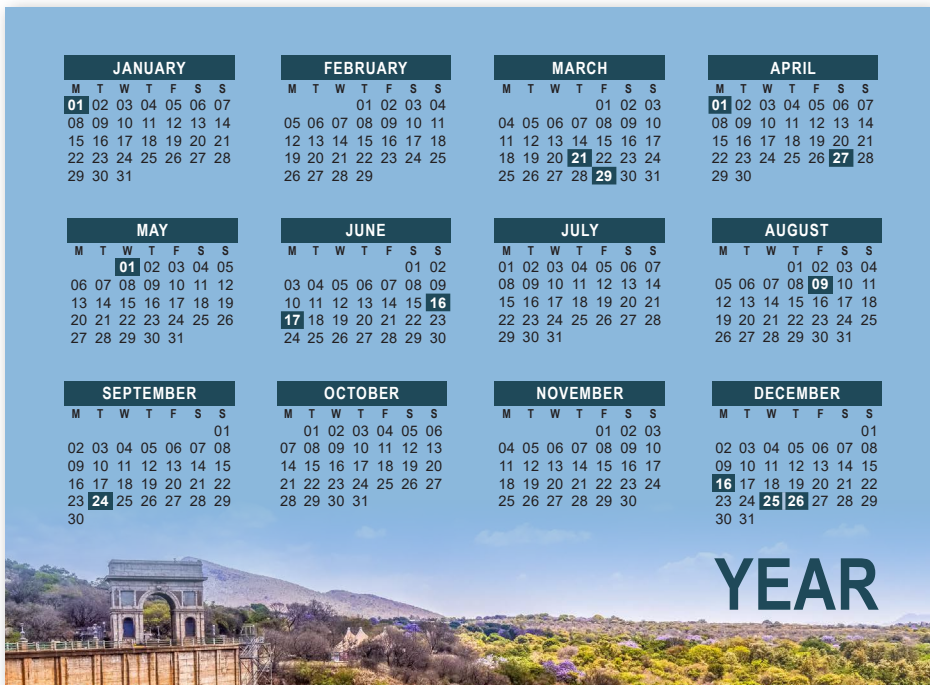 JANUARY
M T W T F S S
01 02 03 04 05 06 07
08 09 10 11 12 13 14
15 16 17 18 19 20 21
22 23 24 25 26 27 28
29 30 31
FEBRUARY
M T W T F S S
01 02 03 04
05 06 07 08 09 10 11
12 13 14 15 16 17 18
19 20 21 22 23 24 25
26 27 28 29
MARCH
M T W T F S S
01 02 03
04 05 06 07 08 09 10
11 12 13 14 15 16 17
18 19 20 21 22 23 24
25 26 27 28 29 30 31
APRIL
M T W T F S S
01 02 03 04 05 06 07
08 09 10 11 12 13 14
15 16 17 18 19 20 21
22 23 24 25 26 27 28
29 30
MAY
M T W T F S S
01 02 03 04 05
06 07 08 09 10 11 12
13 14 15 16 17 18 19
20 21 22 23 24 25 26
27 28 29 30 31
JUNE
M T W T F S S
01 02
03 04 05 06 07 08 09
10 11 12 13 14 15 16
17 18 19 20 21 22 23
24 25 26 27 28 29 30
JULY
M T W T F S S
01 02 03 04 05 06 07
08 09 10 11 12 13 14
15 16 17 18 19 20 21
22 23 24 25 26 27 28
29 30 31
AUGUST
M T W T F S S
01 02 03 04
05 06 07 08 09 10 11
12 13 14 15 16 17 18
19 20 21 22 23 24 25
26 27 28 29 30 31
SEPTEMBER
M T W T F S S
01
02 03 04 05 06 07 08
09 10 11 12 13 14 15
16 17 18 19 20 21 22
23 24 25 26 27 28 29
30
OCTOBER
M T W T F S S
01 02 03 04 05 06
07 08 09 10 11 12 13
14 15 16 17 18 19 20
21 22 23 24 25 26 27
28 29 30 31
NOVEMBER
M T W T F S S
01 02 03
04 05 06 07 08 09 10
11 12 13 14 15 16 17
18 19 20 21 22 23 24
25 26 27 28 29 30
DECEMBER
M T W T F S S
01
02 03 04 05 06 07 08
09 10 11 12 13 14 15
16 17 18 19 20 21 22
23 24 25 26 27 28 29
30 31
YEAR